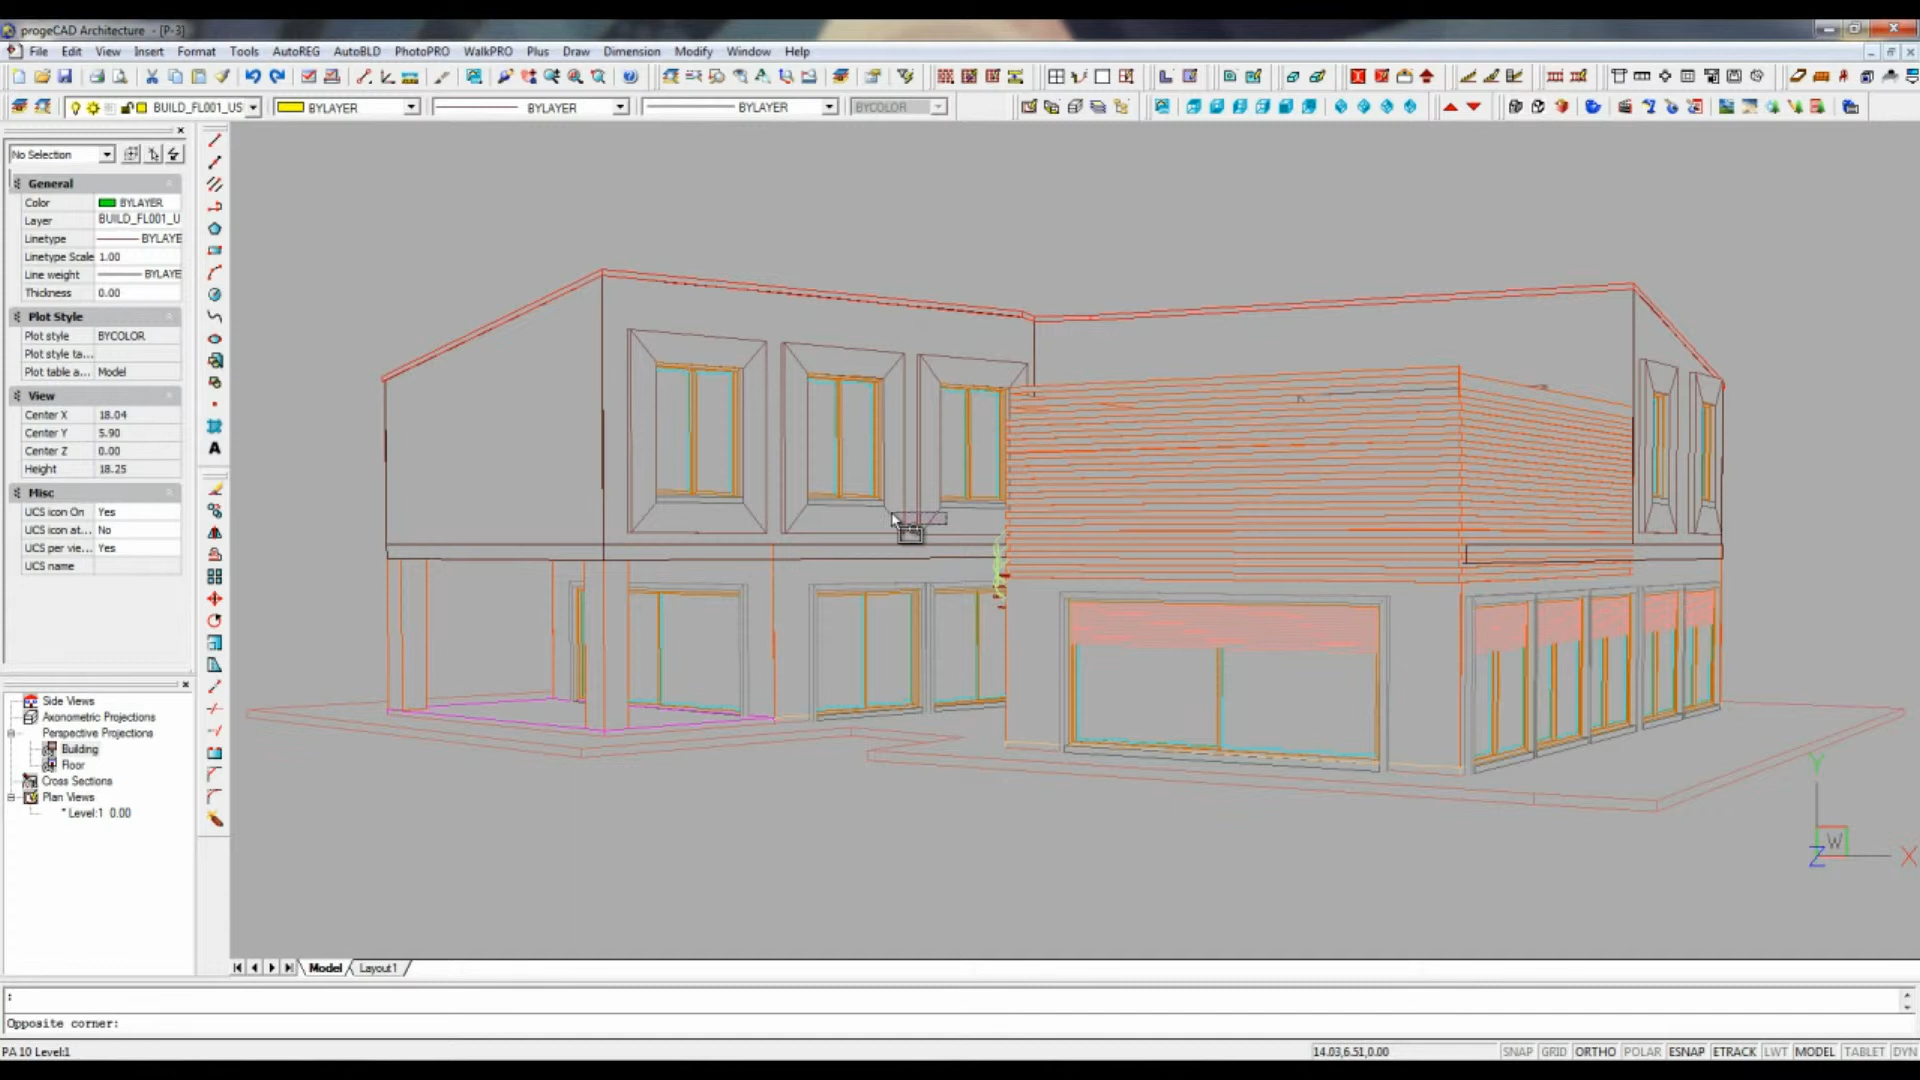 progeCAD Architecture - [P-3]
File Edit View Insert Format Tools AutoREG AutoBLD PhotoPRO WalkPRO Plus Draw Dimension Modify Window Help
BUILD_FL001_US BYLAYER BYLAYER BYLAYER BYCOLOR
No Selection
General
Color BYLAYER
Layer BUILD_FL001_U
Linetype BYLAYE
Linetype Scale 1.00
Line weight BYLAYE
Thickness 0.00
Plot Style
Plot style BYCOLOR
Plot style ta...
Plot table a... Model
View
Center X 18.04
Center Y 5.90
Center Z 0.00
Height 18.25
Misc
UCS icon On Yes
UCS icon at... No
UCS per vie... Yes
UCS name
Side Views
Axonometric Projections
Perspective Projections
Building
Floor
Cross Sections
Plan Views
* Level:1 0.00
A
Y
W
Z X
Model Layout1
:
Opposite corner:
PA 10 Level:1 14.03,6.51,0.00 SNAP GRID ORTHO POLAR ESNAP ETRACK LWT MODEL TABLET DYN